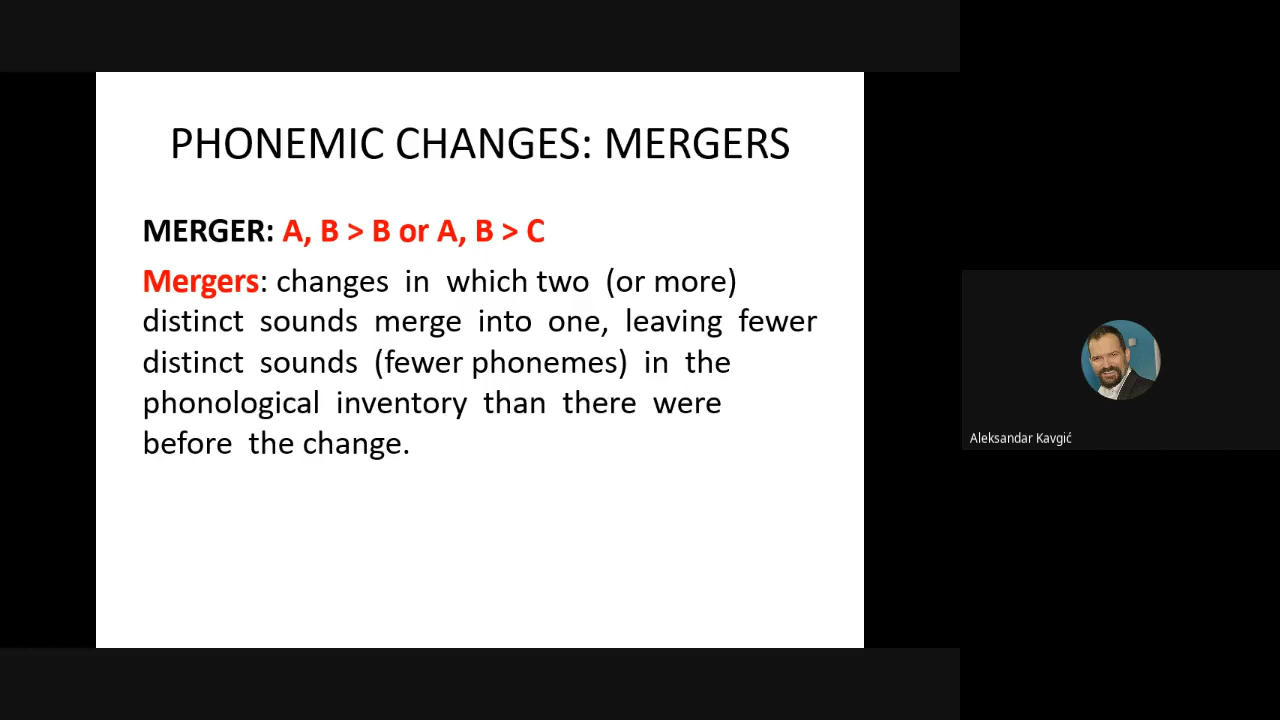 PHONEMIC CHANGES: MERGERS
MERGER: A, B > B or A, B > C
Mergers: changes in which two (or more)
distinct sounds merge into one, leaving fewer
distinct sounds (fewer phonemes) in the
phonological inventory than there were
before the change.
Aleksandar Kavgić